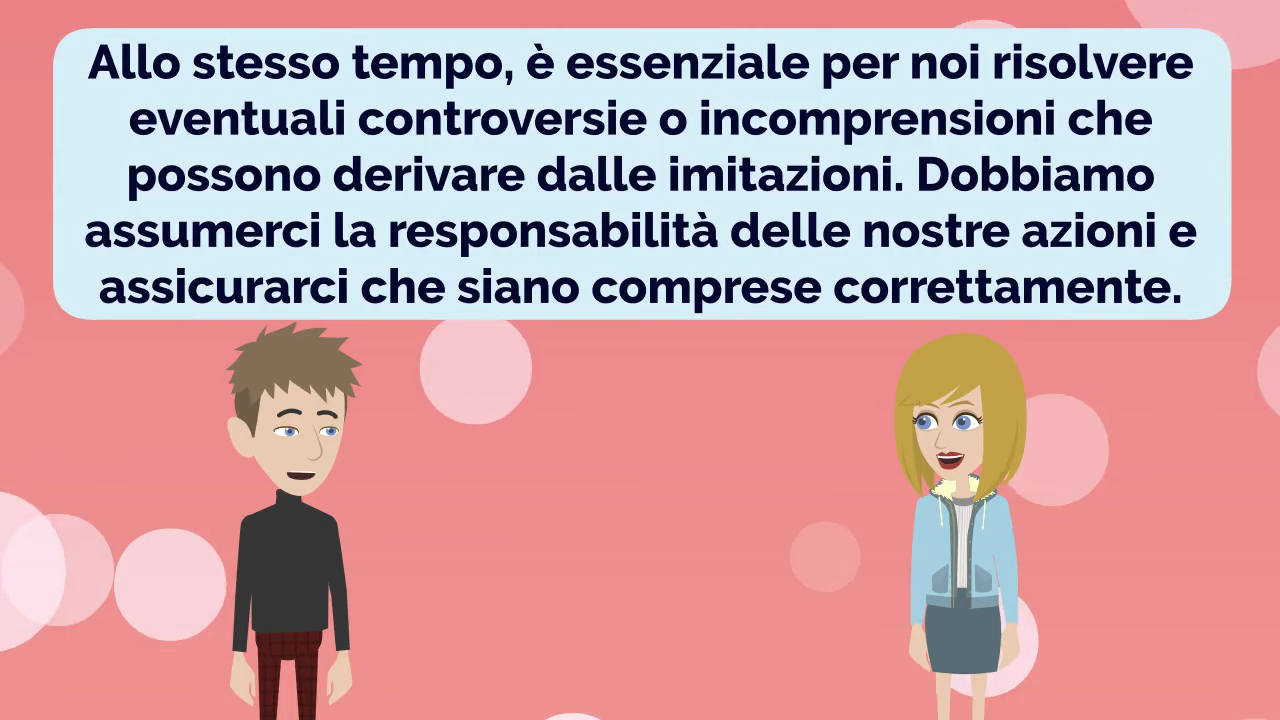 Allo stesso tempo, è essenziale per noi risolvere
eventuali controversie o incomprensioni che
possono derivare dalle imitazioni. Dobbiamo
assumerci la responsabilità delle nostre azioni e
assicurarci che siano comprese correttamente.